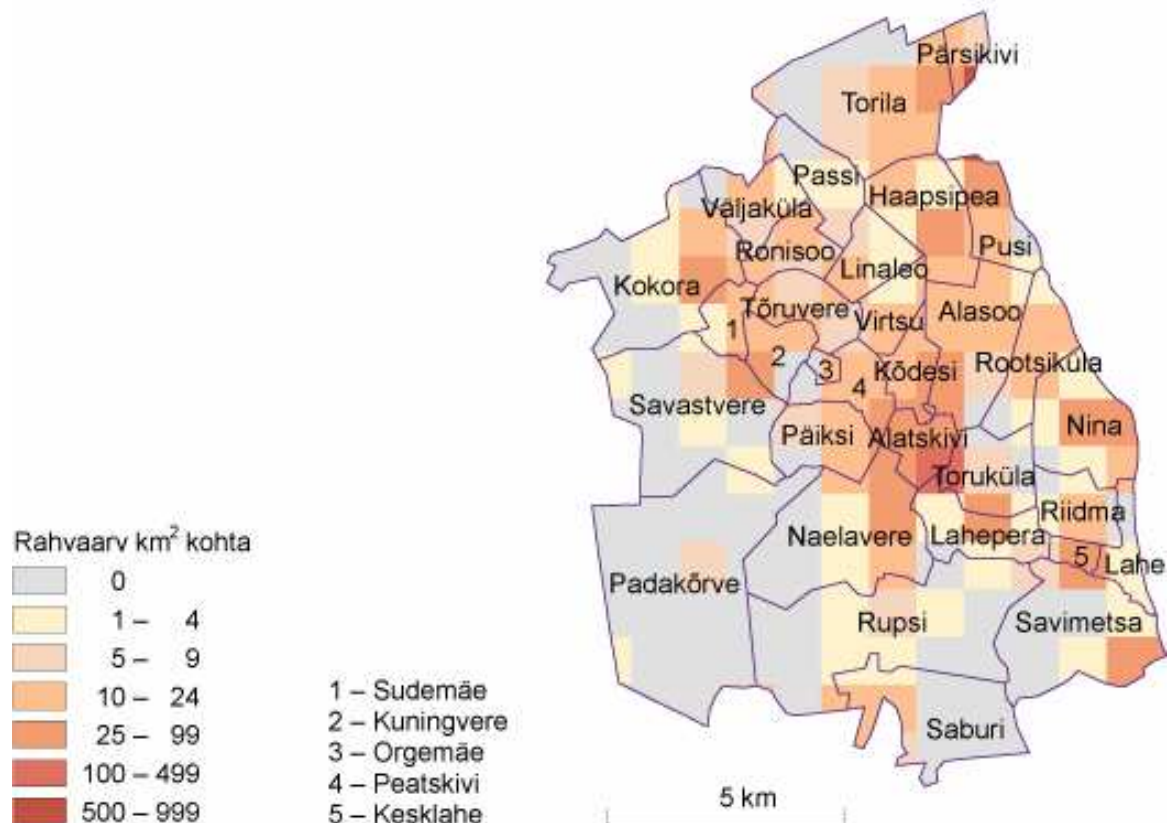 Pärsikivi
Torila
Passi
Haapsipea
Väljaküla
Ronisoo
Pusi
Linaleo
Kokora
Tõruvere
Virtsu
Alasoo
1
2
3
4
Kõdesi
Rootsiküla
Savastvere
Päiksi
Alatskivi
Nina
Toruküla
Naelavere
Lahepera
Riidma
5
Lahe
Padakõrve
Rupsi
Savimetsa
Saburi
Rahvaarv km² kohta
0
1 – 4
5 – 9
10 – 24
25 – 99
100 – 499
500 – 999
1 – Sudemäe
2 – Kuningvere
3 – Orgemäe
4 – Peatskivi
5 – Kesklahe
5 km